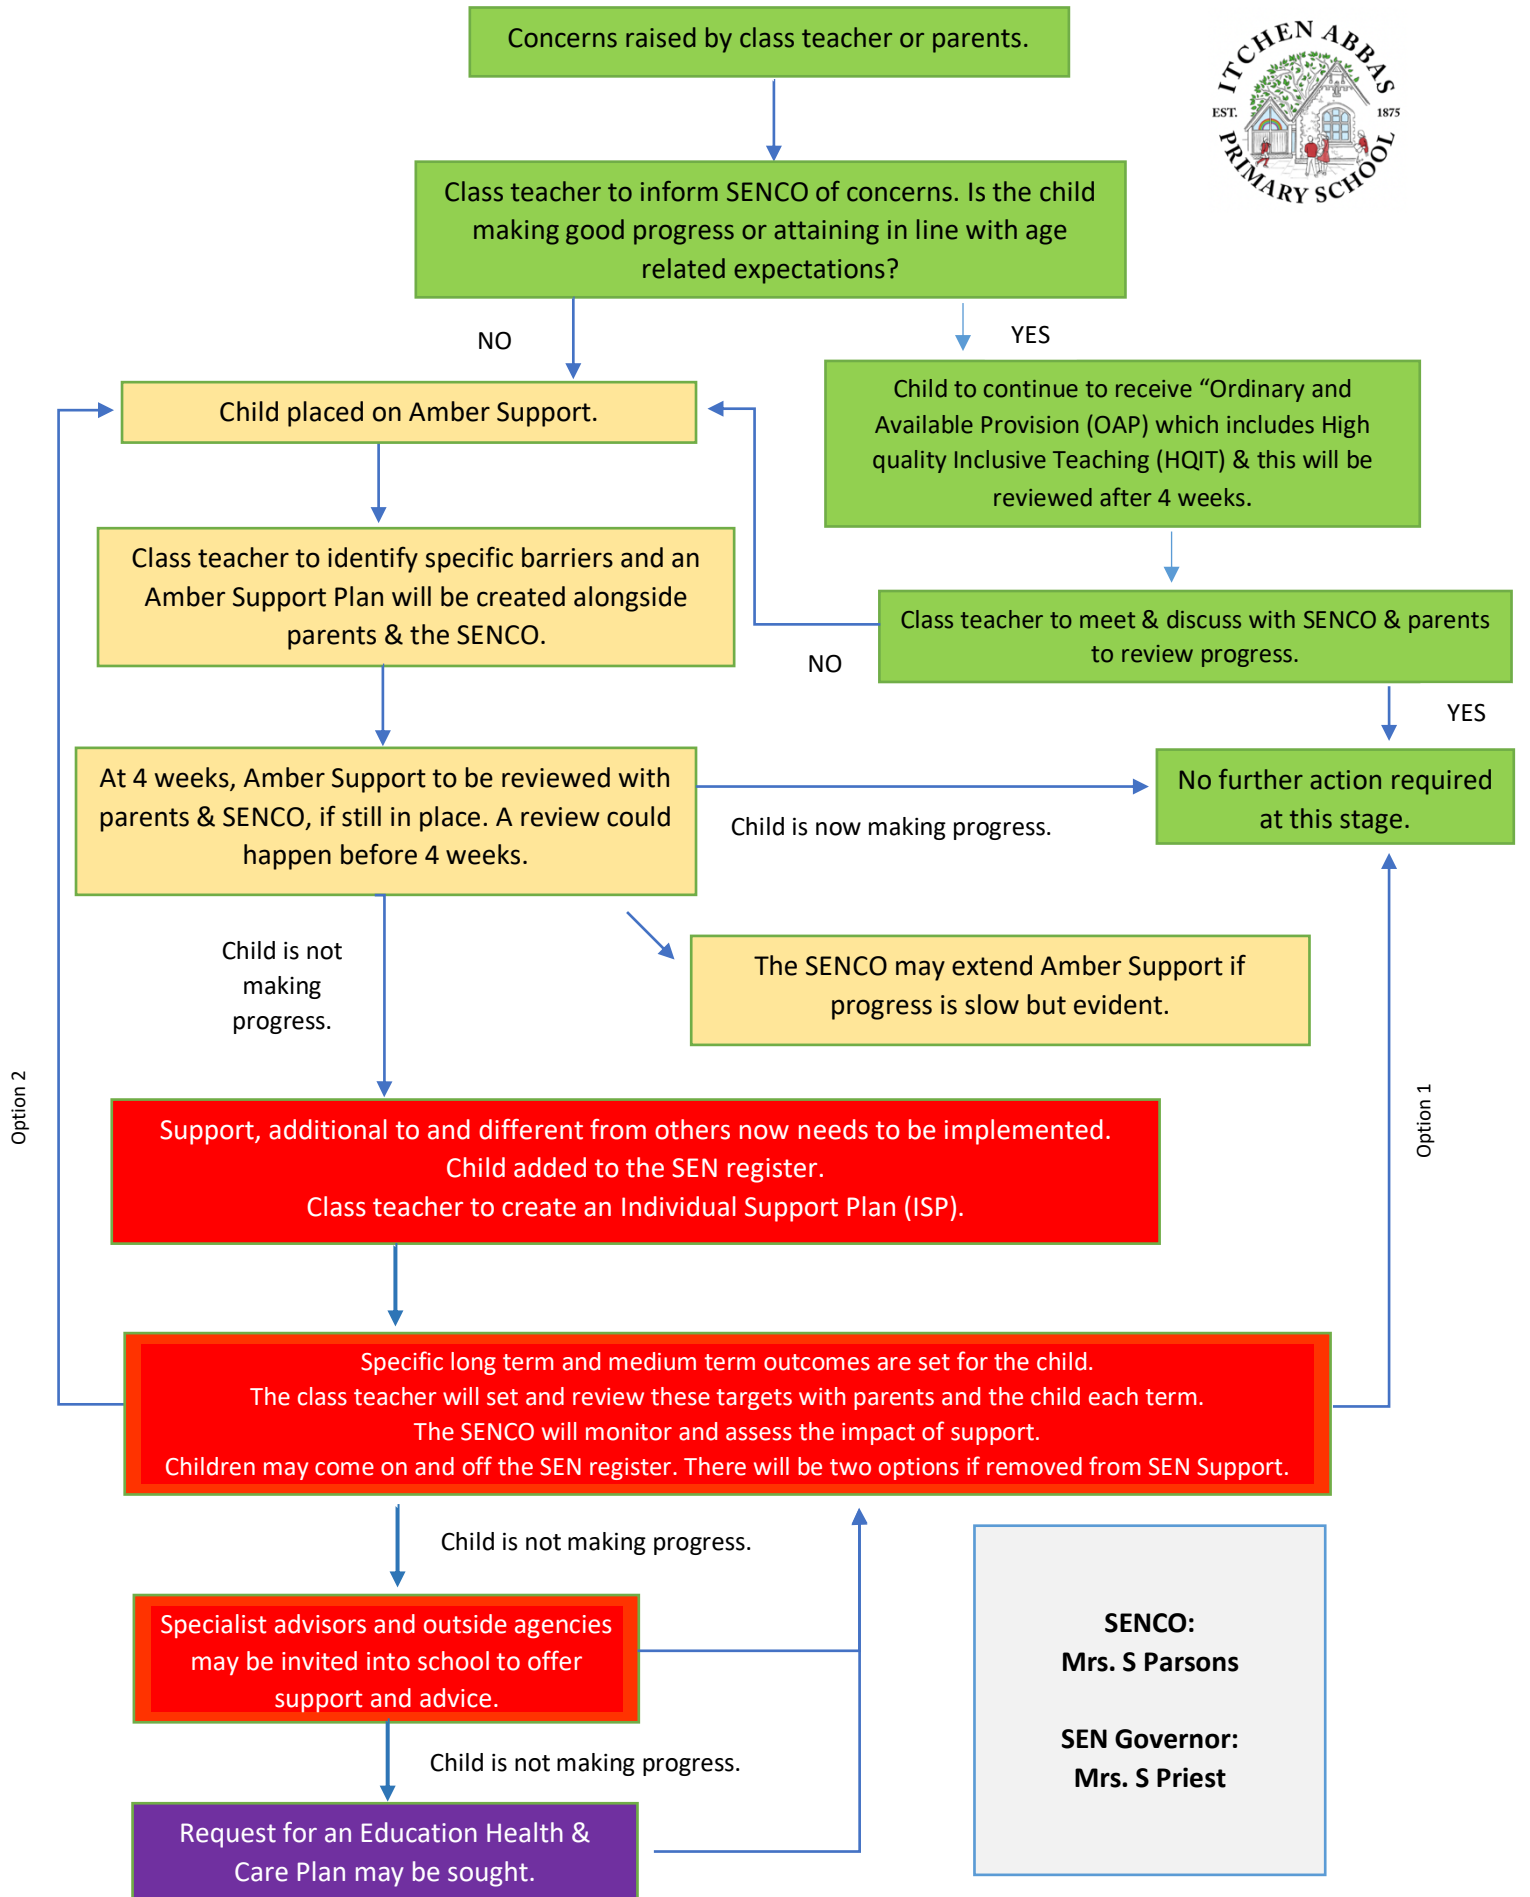 Concerns raised by class teacher or parents.
ITCHEN ABBAS
EST. 1875
PRIMARY SCHOOL
Class teacher to inform SENCO of concerns. Is the child
making good progress or attaining in line with age
related expectations?
NO
YES
Child placed on Amber Support.
Child to continue to receive “Ordinary and
Available Provision (OAP) which includes High
quality Inclusive Teaching (HQIT) & this will be
reviewed after 4 weeks.
Class teacher to identify specific barriers and an
Amber Support Plan will be created alongside
parents & the SENCO.
Class teacher to meet & discuss with SENCO & parents
to review progress.
NO
YES
At 4 weeks, Amber Support to be reviewed with
parents & SENCO, if still in place. A review could
happen before 4 weeks.
Child is now making progress.
No further action required
at this stage.
Child is not
making
progress.
The SENCO may extend Amber Support if
progress is slow but evident.
Option 2
Option 1
Support, additional to and different from others now needs to be implemented.
Child added to the SEN register.
Class teacher to create an Individual Support Plan (ISP).
Specific long term and medium term outcomes are set for the child.
The class teacher will set and review these targets with parents and the child each term.
The SENCO will monitor and assess the impact of support.
Children may come on and off the SEN register. There will be two options if removed from SEN Support.
Child is not making progress.
Specialist advisors and outside agencies
may be invited into school to offer
support and advice.
Child is not making progress.
Request for an Education Health &
Care Plan may be sought.
SENCO:
Mrs. S Parsons
SEN Governor:
Mrs. S Priest